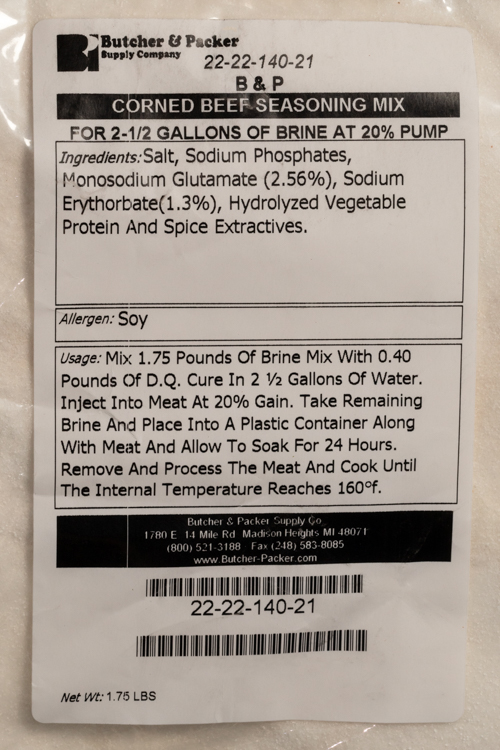 Butcher & Packer
Supply Company
22-22-140-21
B & P
CORNED BEEF SEASONING MIX
FOR 2-1/2 GALLONS OF BRINE AT 20% PUMP
Ingredients: Salt, Sodium Phosphates,
Monosodium Glutamate (2.56%), Sodium
Erythorbate(1.3%), Hydrolyzed Vegetable
Protein And Spice Extractives.
Allergen: Soy
Usage: Mix 1.75 Pounds Of Brine Mix With 0.40
Pounds Of D.Q. Cure In 2 ½ Gallons Of Water.
Inject Into Meat At 20% Gain. Take Remaining
Brine And Place Into A Plastic Container Along
With Meat And Allow To Soak For 24 Hours.
Remove And Process The Meat And Cook Until
The Internal Temperature Reaches 160°f.
Butcher & Packer Supply Co
1780 E 14 Mile Rd Madison Heights MI 48071
(800) 521-3188 Fax (248) 583-8085
www.Butcher-Packer.com
22-22-140-21
Net Wt: 1.75 LBS